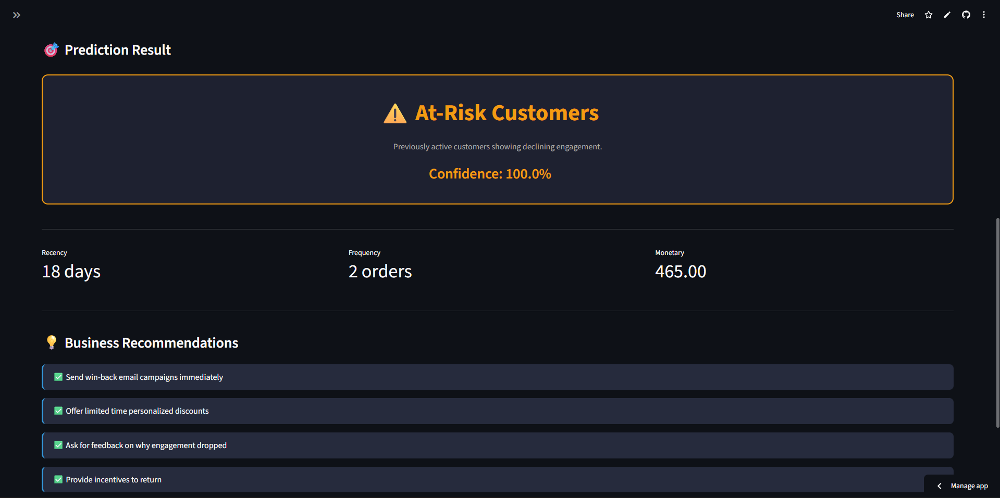 Share
Prediction Result
At-Risk Customers
Previously active customers showing declining engagement.
Confidence: 100.0%
Recency
18 days
Frequency
2 orders
Monetary
465.00
Business Recommendations
Send win-back email campaigns immediately
Offer limited time personalized discounts
Ask for feedback on why engagement dropped
Provide incentives to return
Manage app